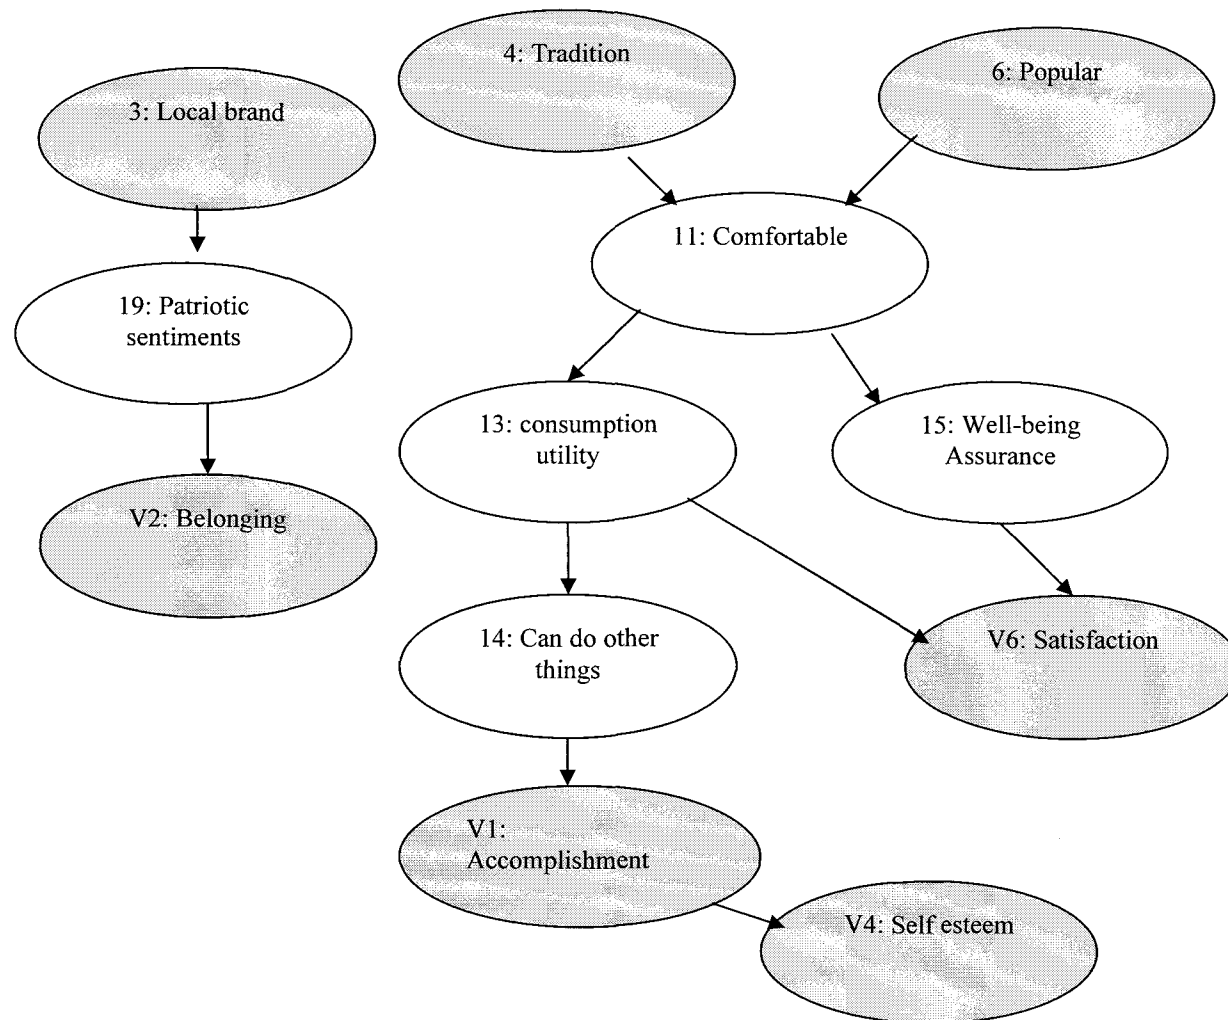 4: Tradition
6: Popular
3: Local brand
11: Comfortable
19: Patriotic
sentiments
13: consumption
utility
15: Well-being
Assurance
V2: Belonging
14: Can do other
things
V6: Satisfaction
V1:
Accomplishment
V4: Self esteem